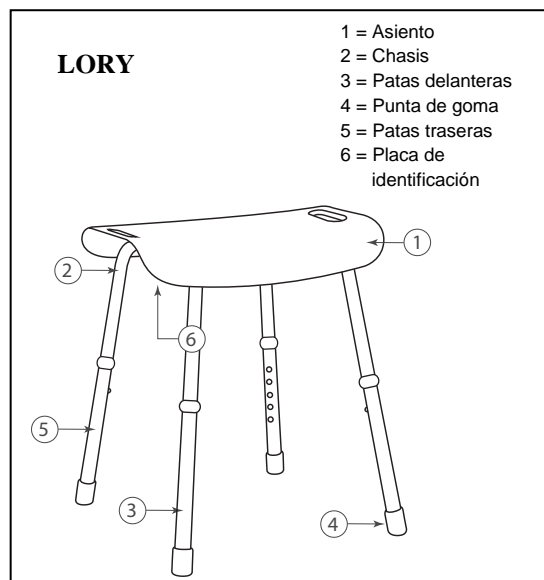 LORY
1 = Asiento
2 = Chasis
3 = Patas delanteras
4 = Punta de goma
5 = Patas traseras
6 = Placa de
identificación
1
2
6
5
3
4